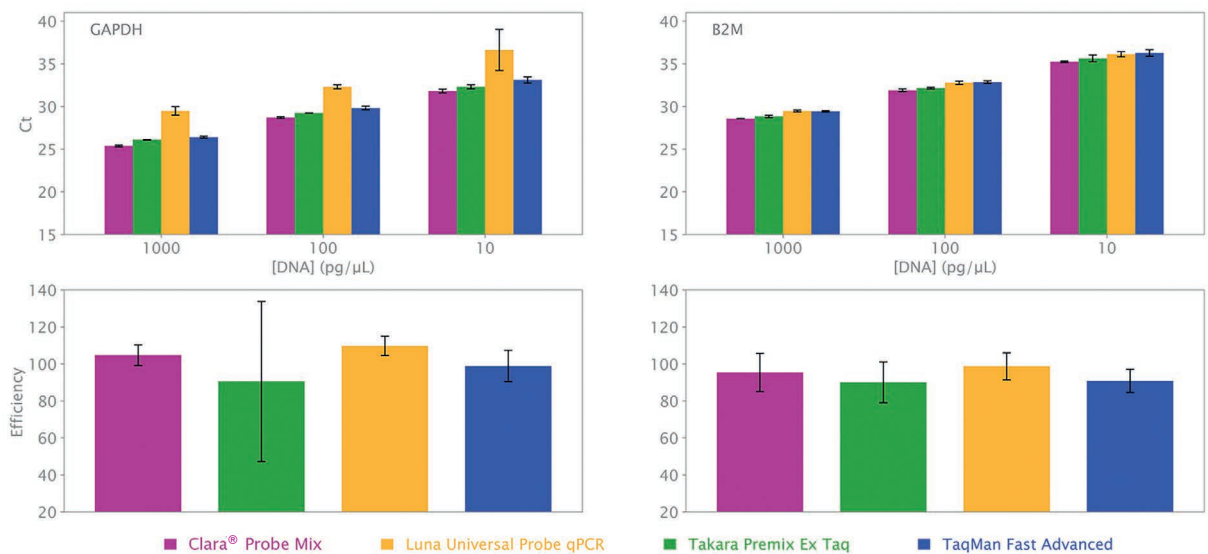 GAPDH
40
35
30
25
20
15
Ct
1000 100 10
[DNA] (pg/µL)
B2M
40
35
30
25
20
15
1000 100 10
[DNA] (pg/µL)
140
120
100
80
60
40
20
Efficiency
140
120
100
80
60
40
20
Clara® Probe Mix Luna Universal Probe qPCR Takara Premix Ex Taq TaqMan Fast Advanced